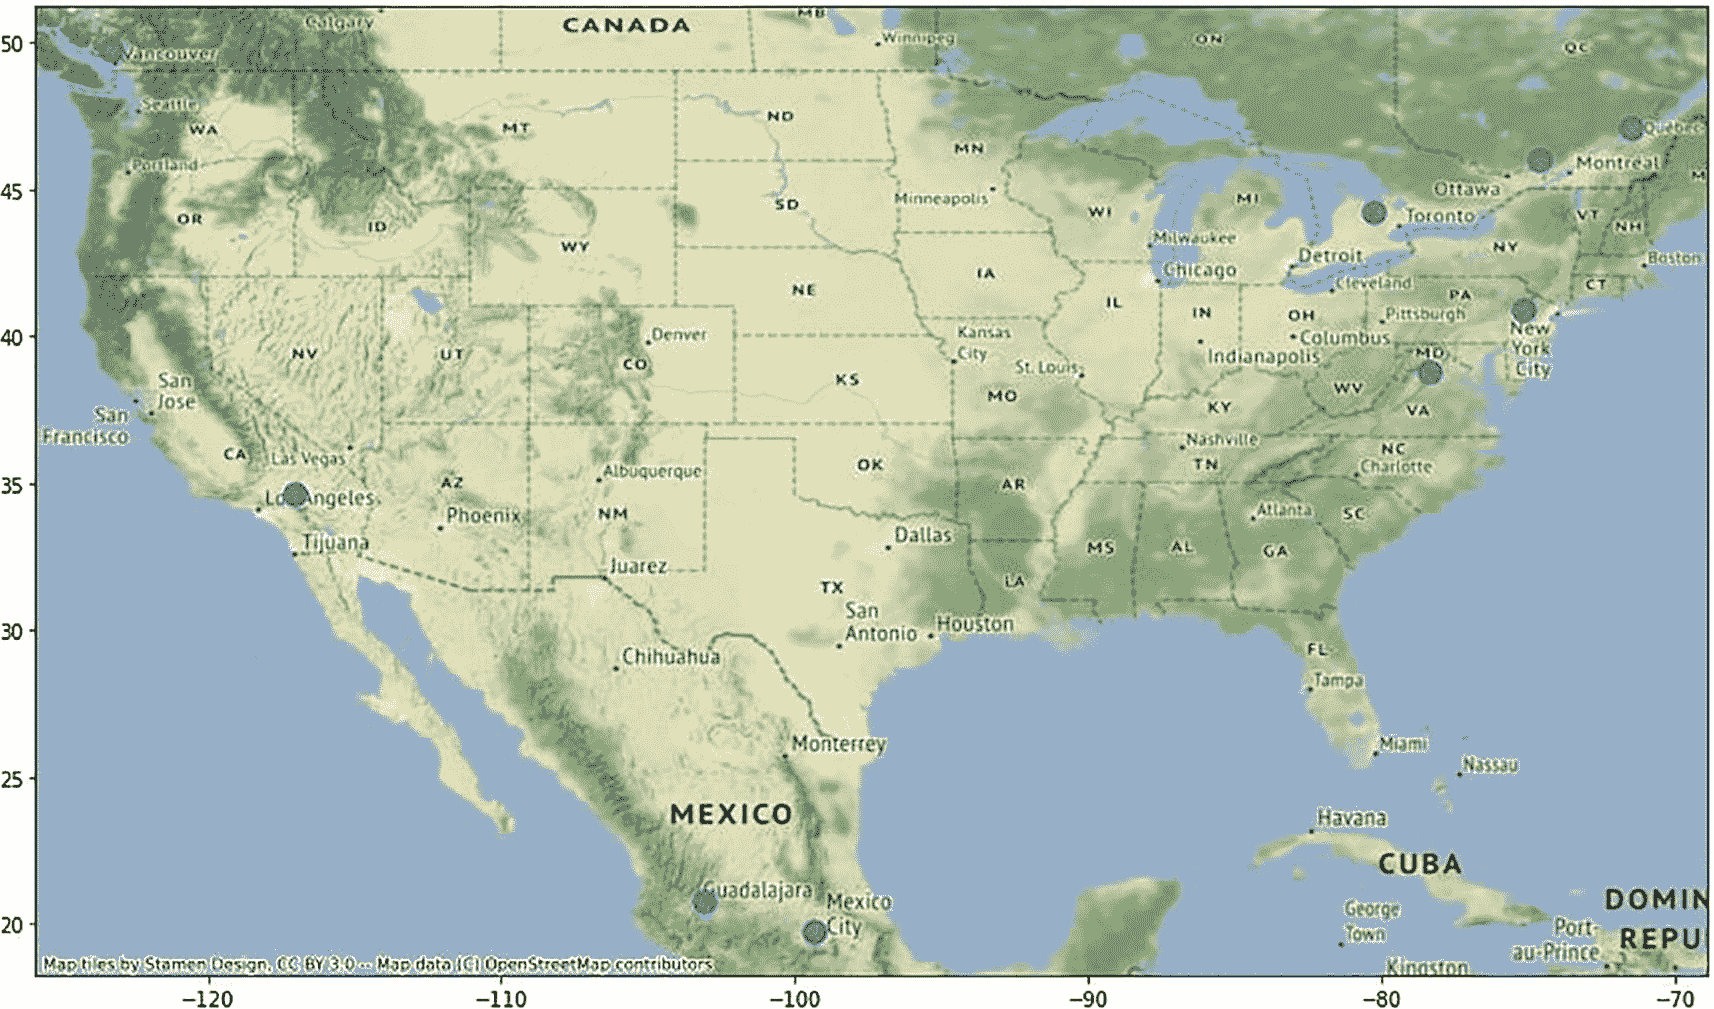 Calgary
CANADA
MB
50
Vancouver
Winnipeg
ON
QC
Seattle
WA
MT
ND
MN
Québec
Portland
Montréal
45
Minneapolis
Ottawa
OR
ID
SD
WI
MI
Toronto
VT
NH
WY
Milwaukee
NY
Detroit
Boston
Chicago
Cleveland
CT
IA
NE
IL
IN
OH
PA
Pittsburgh
40
Denver
Kansas
City
Columbus
New
York
City
NV
UT
CO
St. Louis
Indianapolis
MD
KS
WV
San
Jose
MO
KY
VA
San
Francisco
CA
Las Vegas
Albuquerque
OK
Nashville
TN
NC
Charlotte
35
Los Angeles
AZ
AR
Phoenix
NM
Atlanta
SC
Tijuana
Dallas
MS
AL
GA
Juarez
TX
LA
San
Antonio
Houston
30
Chihuahua
FL
Tampa
Monterrey
Miami
Nassau
25
MEXICO
Havana
CUBA
Guadalajara
Mexico
City
DOMIN
REPU
George
Town
20
Port-
au-Prince
Kingston
Map tiles by Stamen Design, CC BY 3.0 -- Map data (C) OpenStreetMap contributors
−120
−110
−100
−90
−80
−70